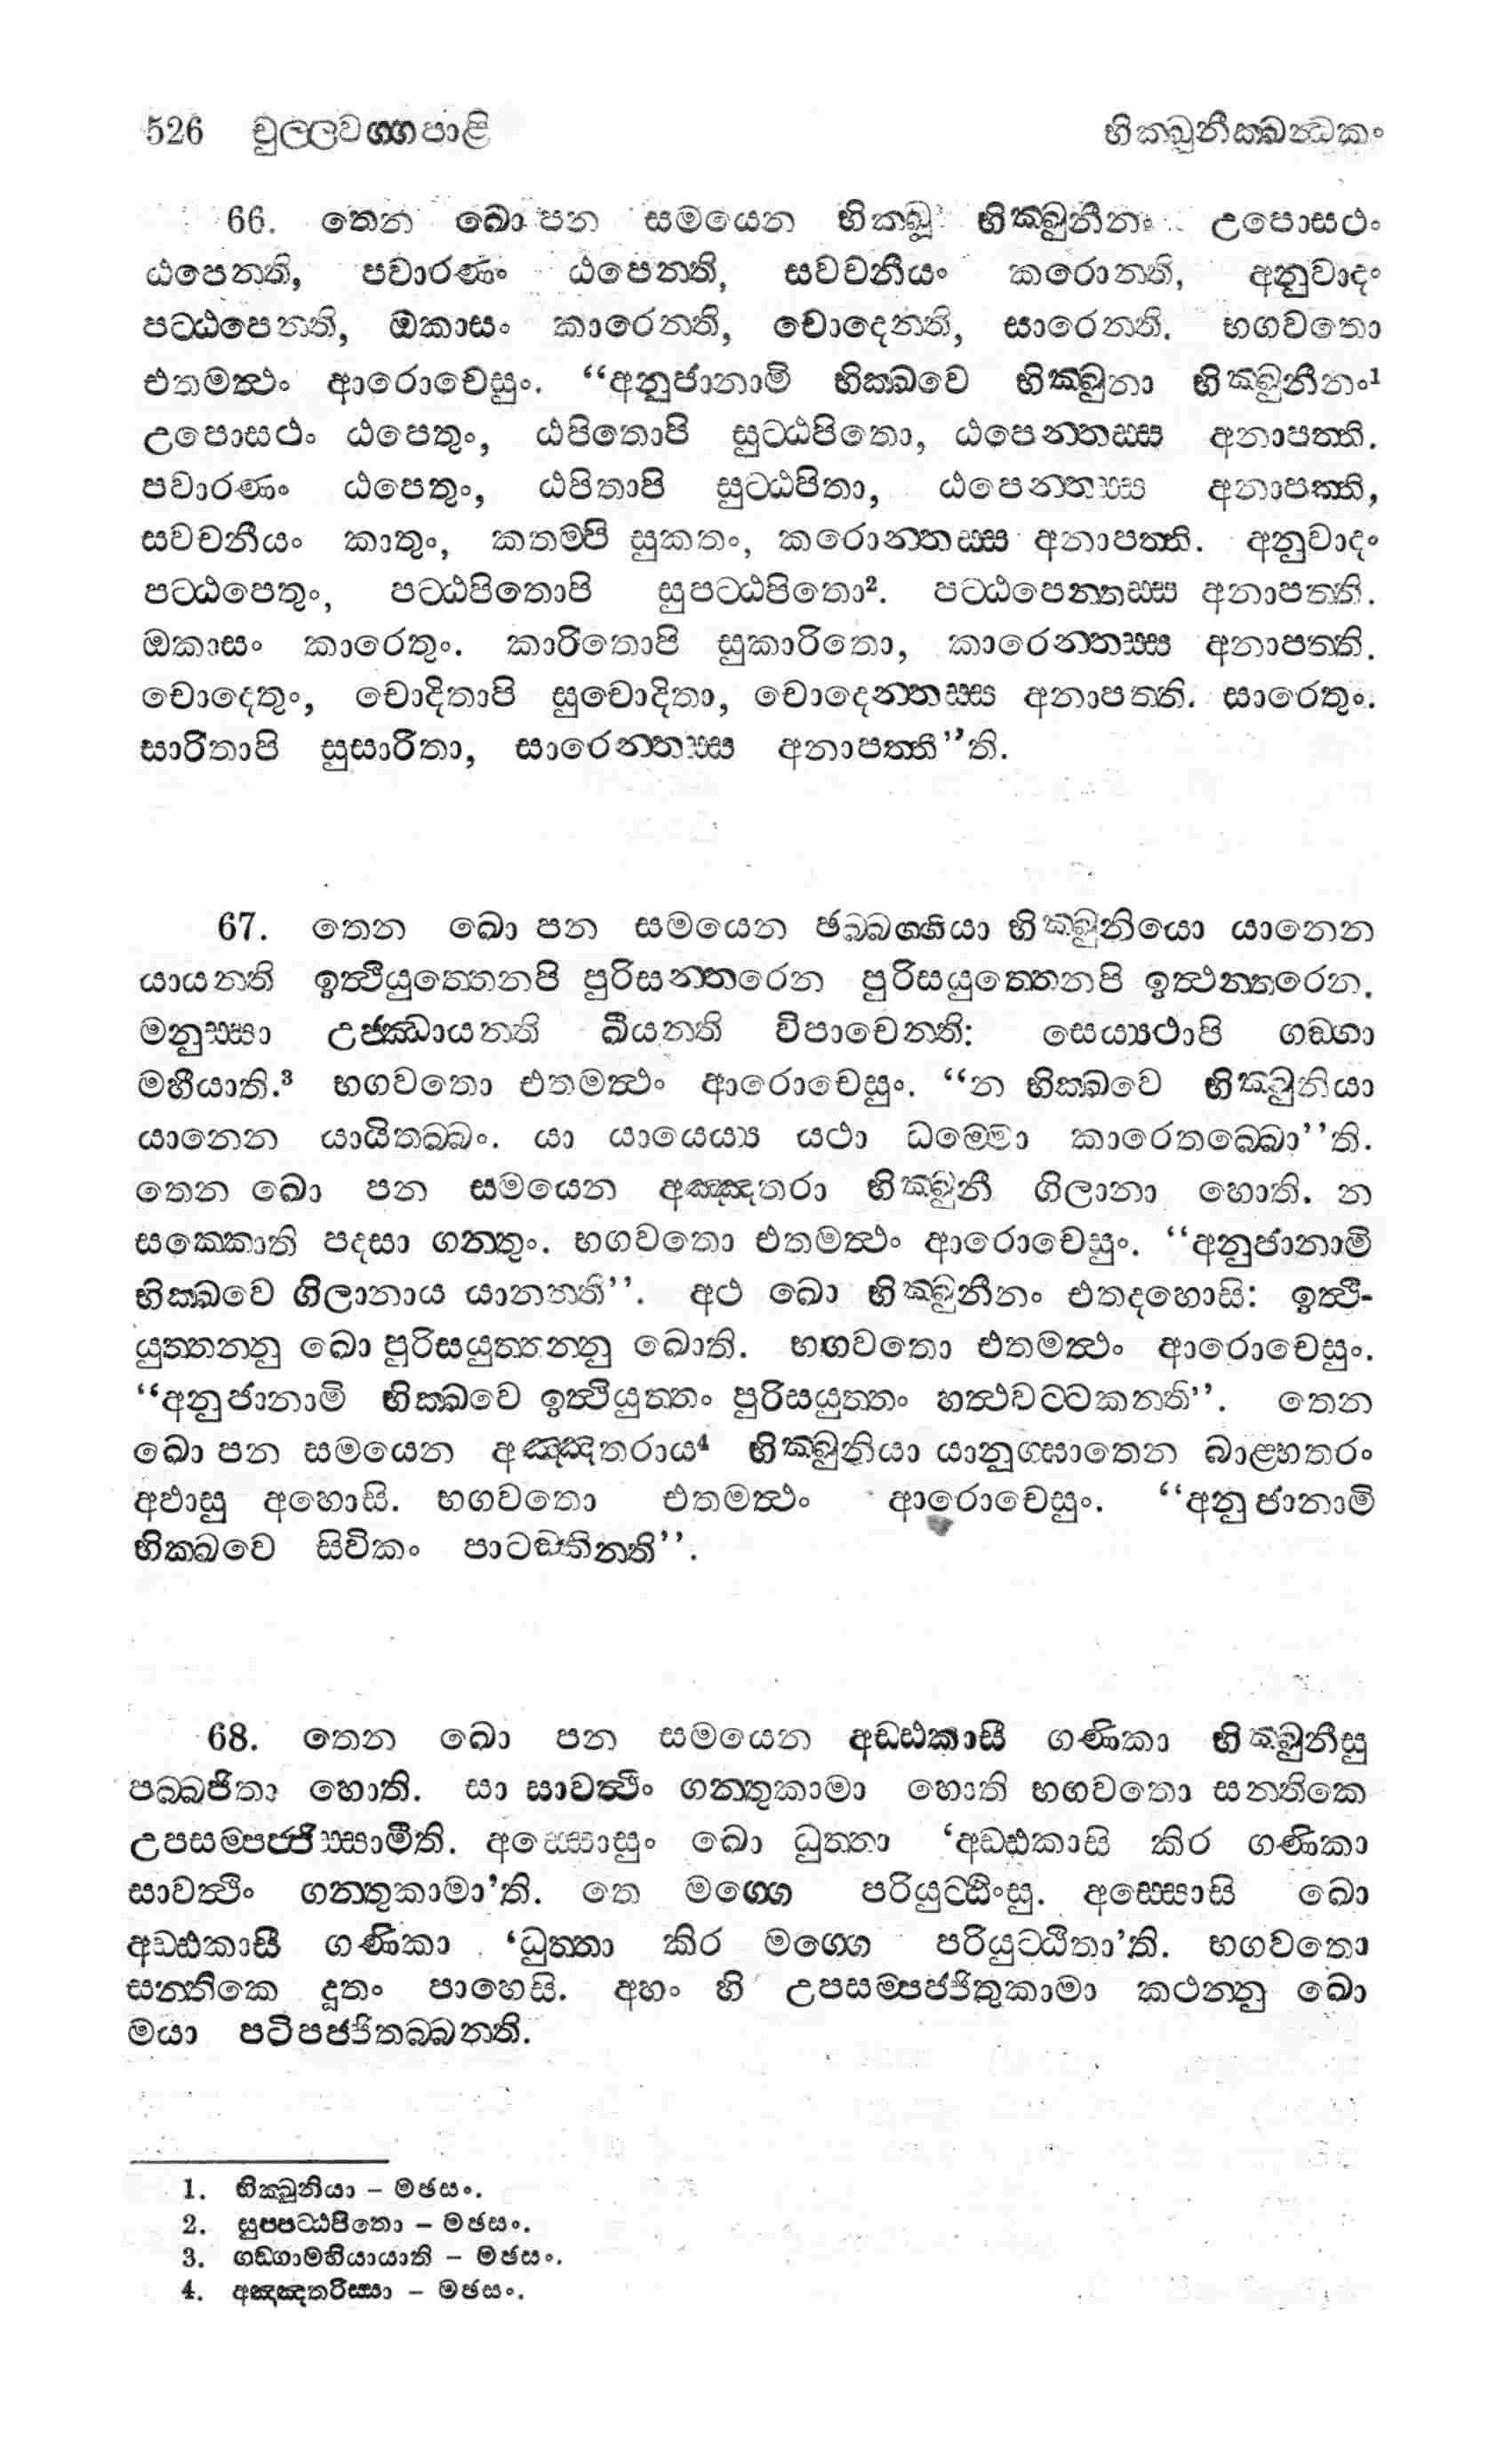 526 චුල්ලවග්ගපාළි භික්ඛුනීක්ඛන්ධකං
66. තෙන ඛො පන සමයෙන භික්ඛූ භික්ඛුනීනං උපොසථං
ඨපෙන්ති, පවාරණං ඨපෙන්ති, සවචනීයං කරොන්ති, අනුවාදං
පට්ඨපෙන්ති, ඔකාසං කාරෙන්ති, චොදෙන්ති, සාරෙන්ති. භගවතො
එතමත්ථං ආරොචෙසුං. “අනුජානාමි භික්ඛවෙ භික්ඛුනා භික්ඛුනීනං¹
උපොසථං ඨපෙතුං, ඨපිතොපි සුට්ඨපිතො, ඨපෙන්තස්ස අනාපත්ති.
පවාරණං ඨපෙතුං, ඨපිතාපි සුට්ඨපිතා, ඨපෙන්තස්ස අනාපත්ති,
සවචනීයං කාතුං, කතම්පි සුකතං, කරොන්තස්ස අනාපත්ති. අනුවාදං
පට්ඨපෙතුං, පට්ඨපිතොපි සුපට්ඨපිතො². පට්ඨපෙන්තස්ස අනාපත්ති.
ඔකාසං කාරෙතුං. කාරිතොපි සුකාරිතො, කාරෙන්තස්ස අනාපත්ති.
චොදෙතුං, චොදිතාපි සුචොදිතා, චොදෙන්තස්ස අනාපත්ති. සාරෙතුං.
සාරිතාපි සුසාරිතා, සාරෙන්තස්ස අනාපත්තී”ති.
67. තෙන ඛො පන සමයෙන ඡබ්බග්ගියා භික්ඛුනියො යානෙන
යායන්ති ඉත්ථියුත්තෙනපි පුරිසන්තරෙන පුරිසයුත්තෙනපි ඉත්ථන්තරෙන.
මනුස්සා උජ්ඣායන්ති ඛීයන්ති විපාචෙන්ති: සෙය්‍යථාපි ගඞ්ගා
මහීයාති.³ භගවතො එතමත්ථං ආරොචෙසුං. “න භික්ඛවෙ භික්ඛුනියා
යානෙන යායිතබ්බං. යා යායෙය්‍ය යථා ධම්මො කාරෙතබ්බො”ති.
තෙන ඛො පන සමයෙන අඤ්ඤතරා භික්ඛුනී ගිලානා හොති. න
සක්කොති පදසා ගන්තුං. භගවතො එතමත්ථං ආරොචෙසුං. “අනුජානාමි
භික්ඛවෙ ගිලානාය යානන්ති”. අථ ඛො භික්ඛුනීනං එතදහොසි: ඉත්ථි-
යුත්තන්නු ඛො පුරිසයුත්තන්නු ඛොති. භගවතො එතමත්ථං ආරොචෙසුං.
“අනුජානාමි භික්ඛවෙ ඉත්ථියුත්තං පුරිසයුත්තං හත්ථවට්ටකන්ති”. තෙන
ඛො පන සමයෙන අඤ්ඤතරාය⁴ භික්ඛුනියා යානුග්ඝාතෙන බාළ්හතරං
අඵාසු අහොසි. භගවතො එතමත්ථං ආරොචෙසුං. “අනුජානාමි
භික්ඛවෙ සිවිකං පාටඞ්කින්ති”.
68. තෙන ඛො පන සමයෙන අඩ්ඪකාසී ගණිකා භික්ඛුනීසු
පබ්බජිතා හොති. සා සාවත්ථිං ගන්තුකාමා හොති භගවතො සන්තිකෙ
උපසම්පජ්ජිස්සාමීති. අස්සොසුං ඛො ධුත්තා ‘අඩ්ඪකාසි කිර ගණිකා
සාවත්ථිං ගන්තුකාමා’ති. තෙ මග්ගෙ පරියුට්ඨිංසු. අස්සොසි ඛො
අඩ්ඪකාසී ගණිකා ‘ධුත්තා කිර මග්ගෙ පරියුට්ඨිතා’ති. භගවතො
සන්තිකෙ දූතං පාහෙසි. අහං හි උපසම්පජ්ජිතුකාමා කථන්නු ඛො
මයා පටිපජ්ජිතබ්බන්ති.
1. භික්ඛුනියා – මඡසං.
2. සුප්පට්ඨපිතො – මඡසං.
3. ගඞ්ගාමහියායාති – මඡසං.
4. අඤ්ඤතරිස්සා – මඡසං.